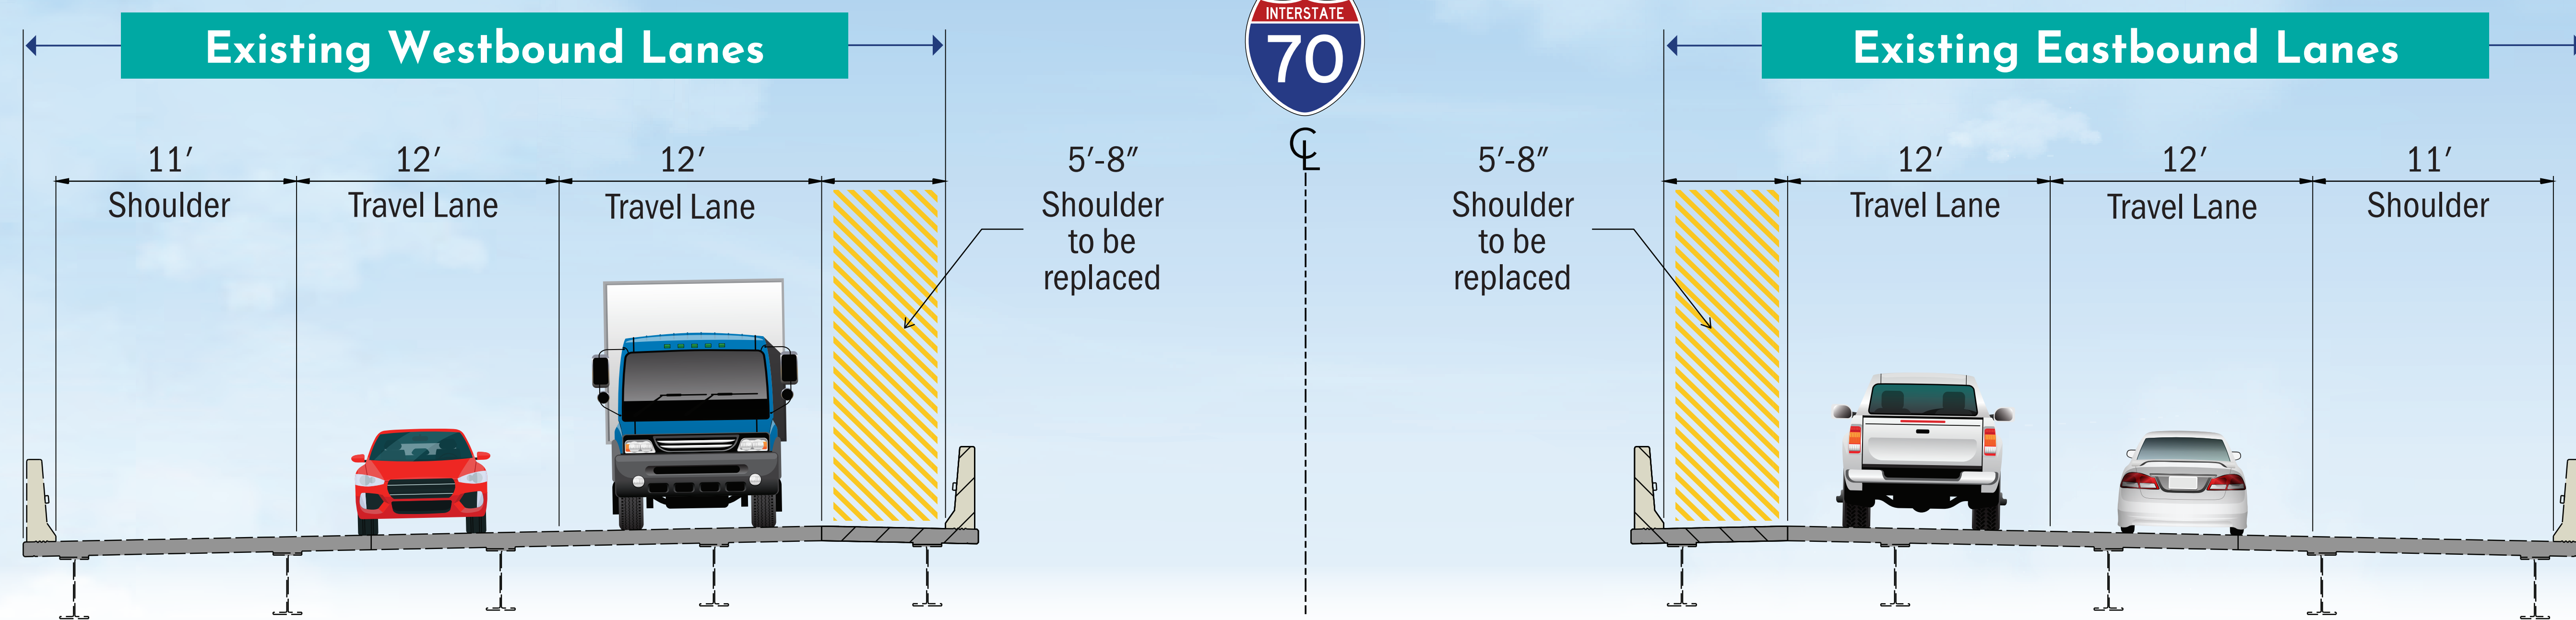 Existing Westbound Lanes
INTERSTATE
70
Existing Eastbound Lanes
11′
Shoulder
12′
Travel Lane
12′
Travel Lane
5′-8″
Shoulder
to be
replaced
℄
5′-8″
Shoulder
to be
replaced
12′
Travel Lane
12′
Travel Lane
11′
Shoulder